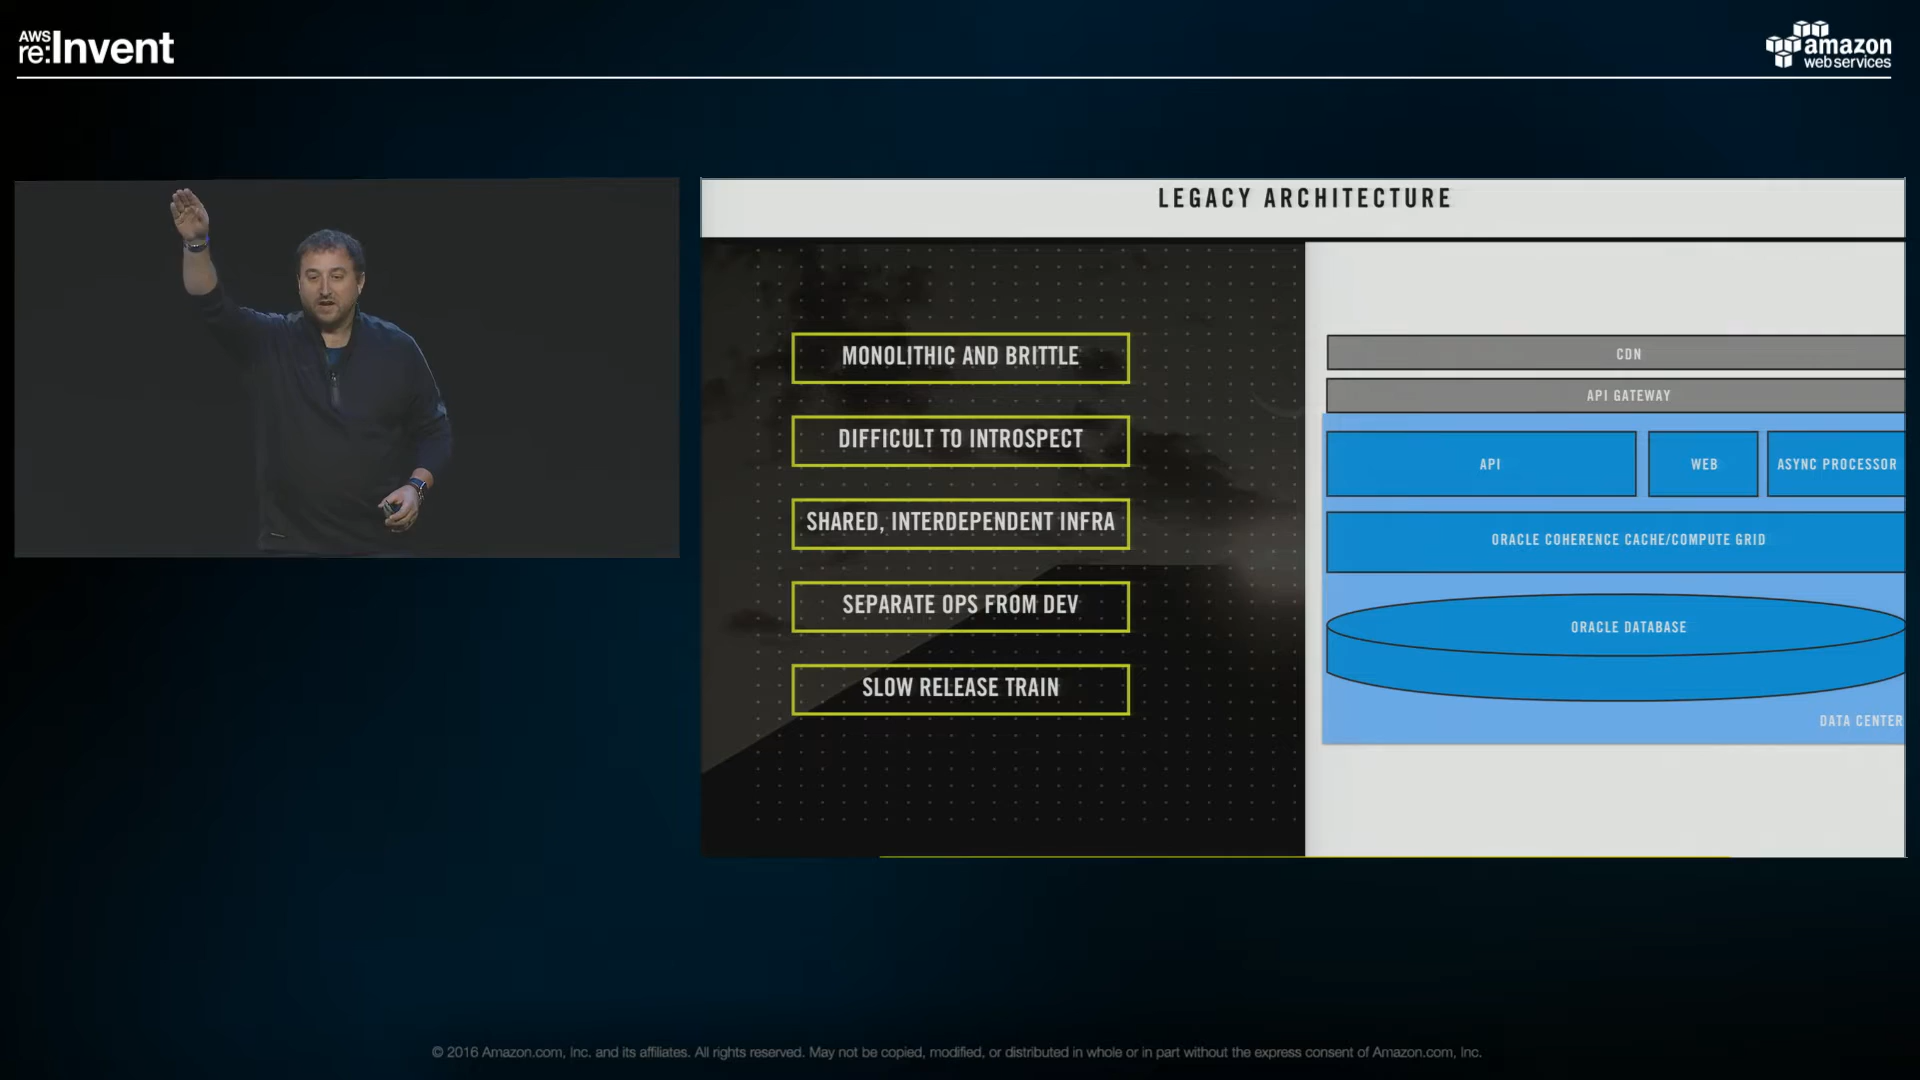 AWS
re:Invent
amazon
webservices
LEGACY ARCHITECTURE
MONOLITHIC AND BRITTLE
DIFFICULT TO INTROSPECT
SHARED, INTERDEPENDENT INFRA
SEPARATE OPS FROM DEV
SLOW RELEASE TRAIN
CDN
API GATEWAY
API
WEB
ASYNC PROCESSOR
ORACLE COHERENCE CACHE/COMPUTE GRID
ORACLE DATABASE
DATA CENTER
© 2016 Amazon.com, Inc. and its affiliates. All rights reserved. May not be copied, modified, or distributed in whole or in part without the express consent of Amazon.com, Inc.